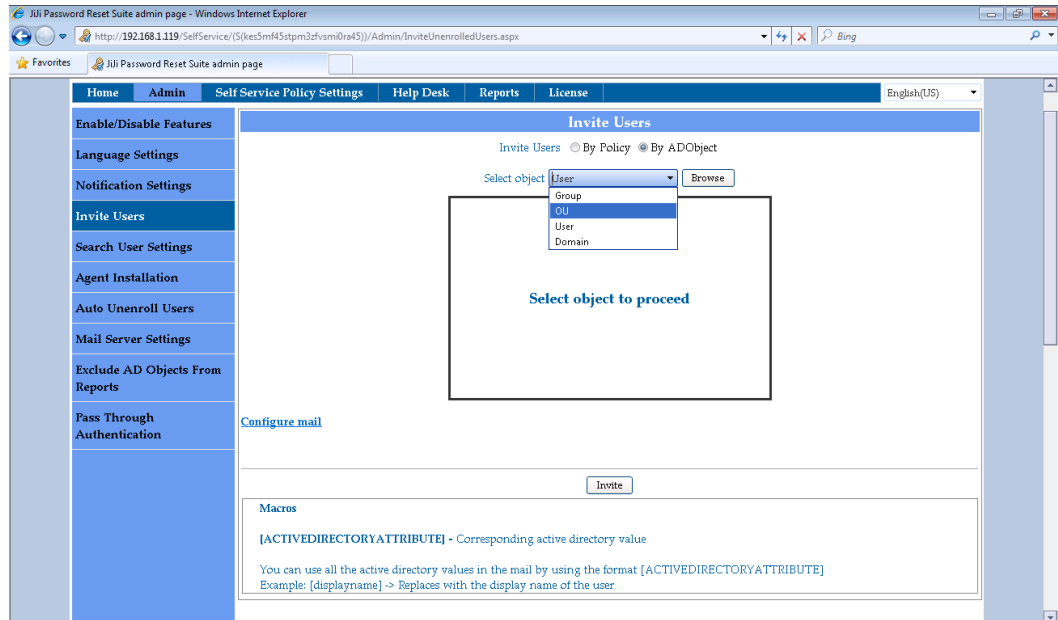 JiJi Password Reset Suite admin page - Windows Internet Explorer
http://192.168.1.119/SelfService/(S(kes5mf45stpm3zfvsmi0ra45))/Admin/InviteUnenrolledUsers.aspx
Bing
Favorites
JiJi Password Reset Suite admin page
Home Admin Self Service Policy Settings Help Desk Reports License English(US)
Enable/Disable Features
Language Settings
Notification Settings
Invite Users
Search User Settings
Agent Installation
Auto Unenroll Users
Mail Server Settings
Exclude AD Objects From
Reports
Pass Through
Authentication
Invite Users
Invite Users By Policy By ADObject
Select object User Browse
Group
OU
User
Domain
Select object to proceed
Configure mail
Invite
Macros
[ACTIVEDIRECTORYATTRIBUTE] - Corresponding active directory value
You can use all the active directory values in the mail by using the format [ACTIVEDIRECTORYATTRIBUTE]
Example: [displayname] -> Replaces with the display name of the user